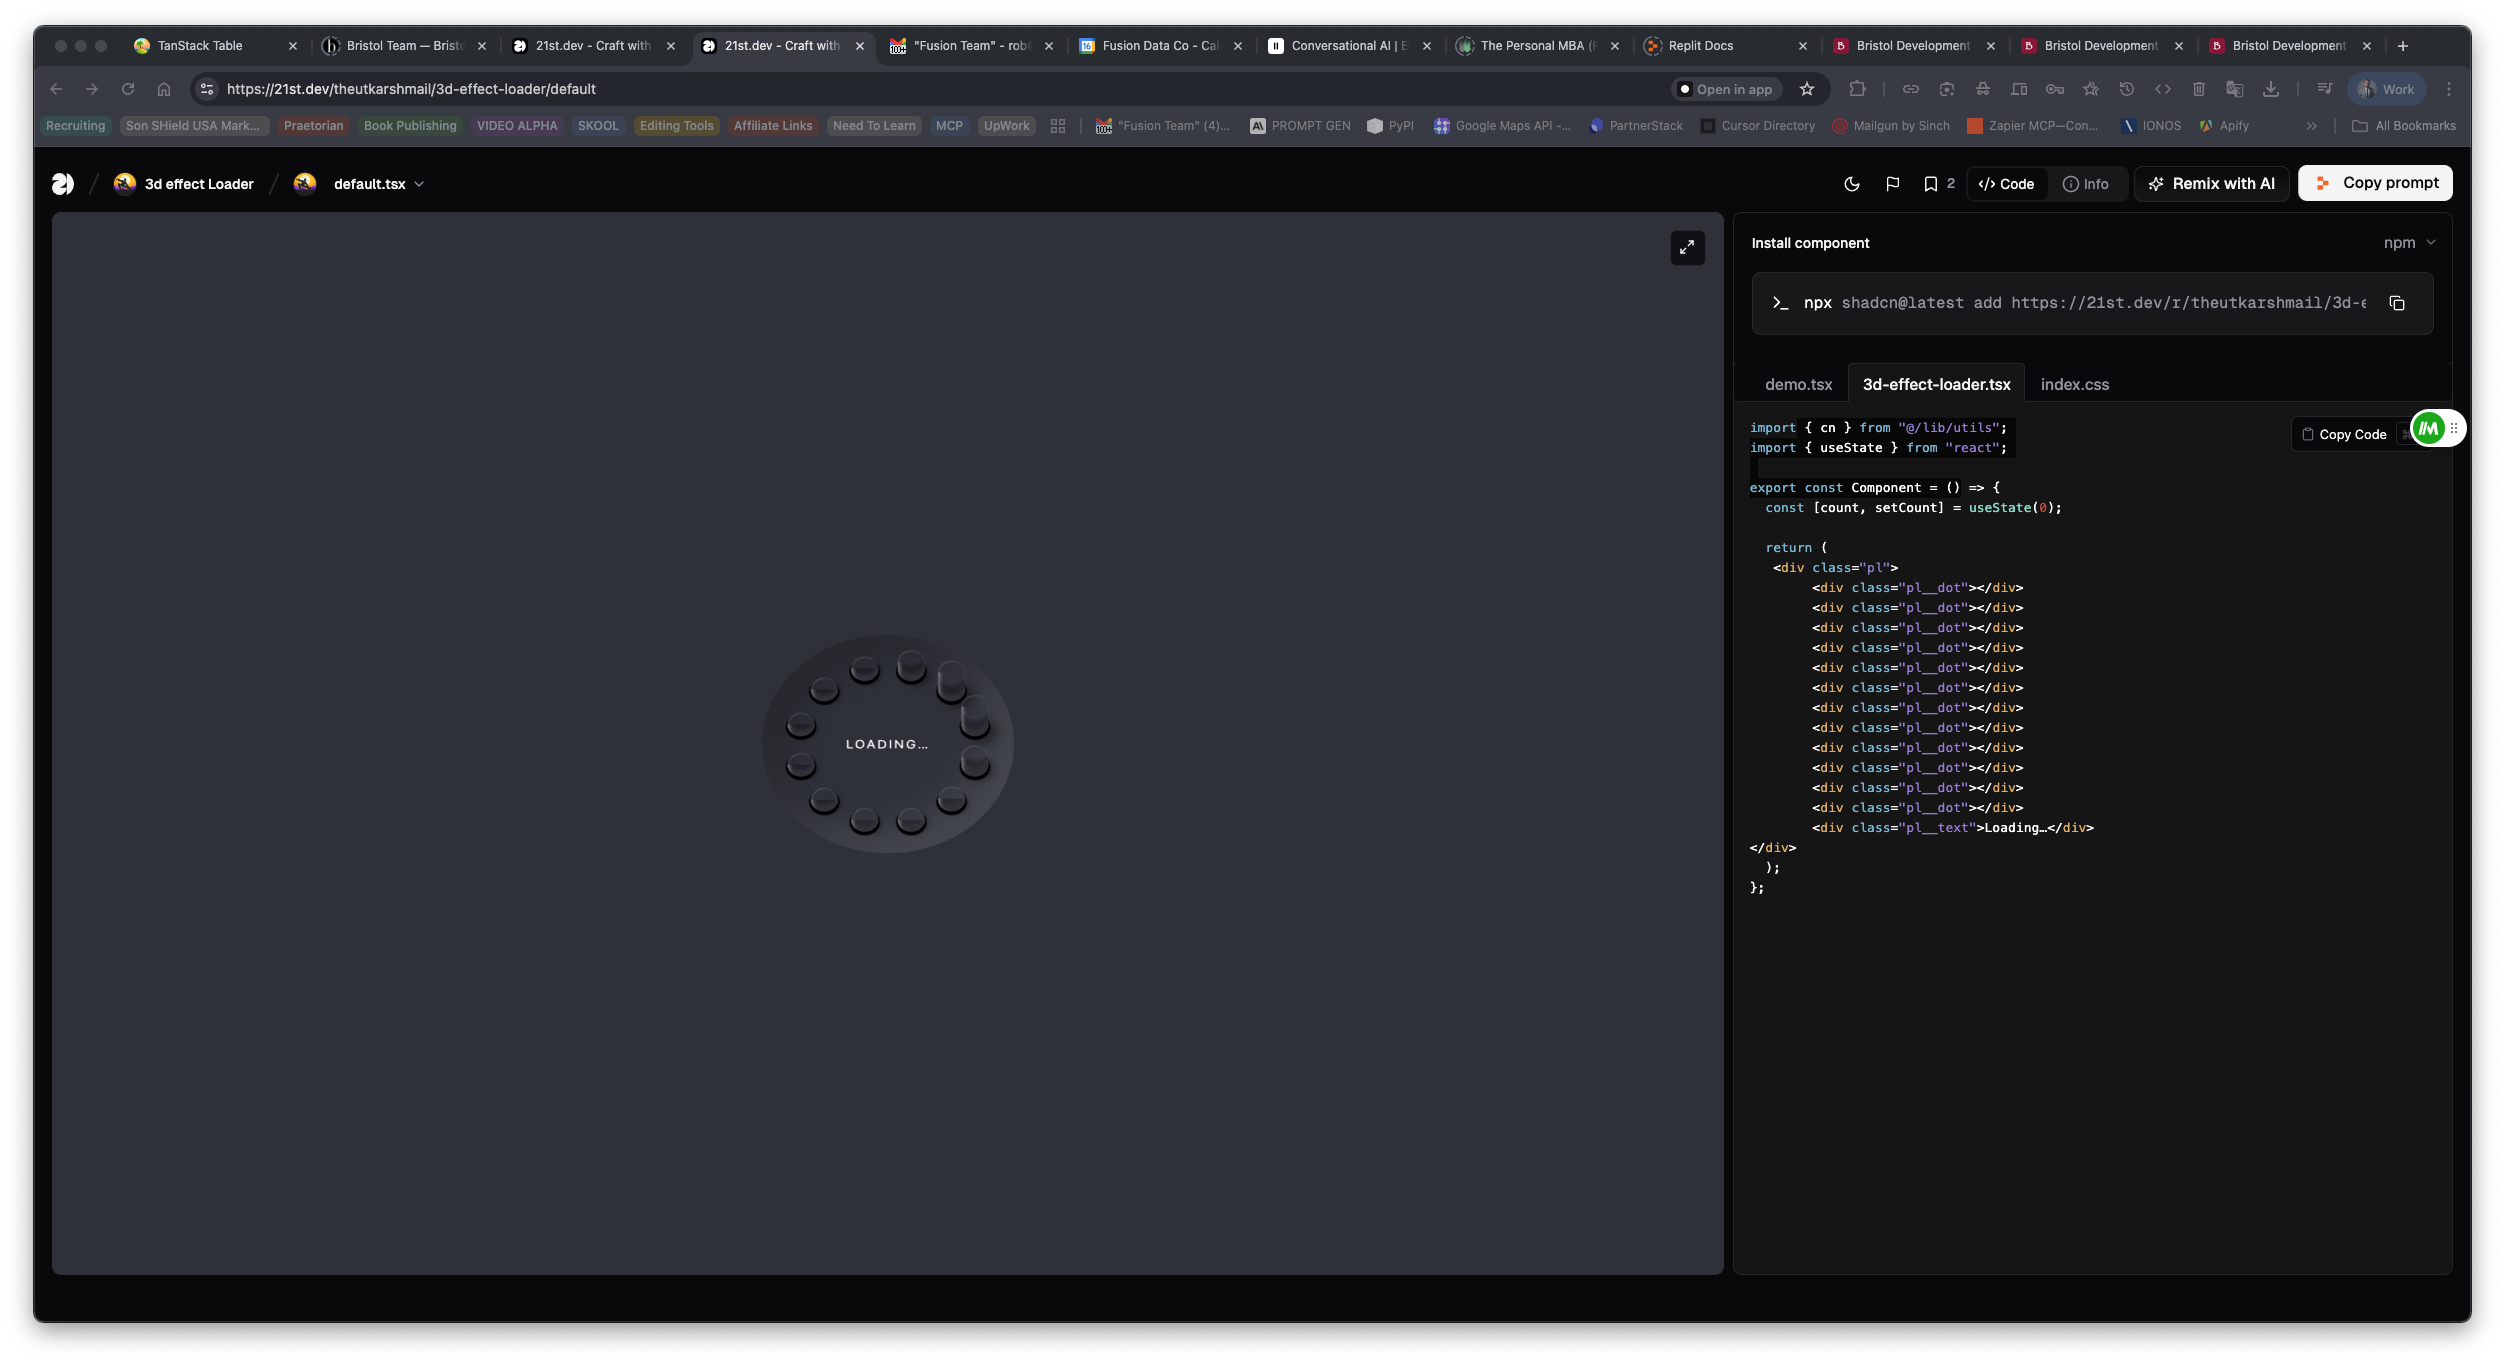 TanStack Table
Bristol Team — Bristo
21st.dev - Craft with
21st.dev - Craft with
"Fusion Team" - rob
Fusion Data Co - Cal
Conversational AI | E
The Personal MBA (
Replit Docs
Bristol Development
Bristol Development
Bristol Development
https://21st.dev/theutkarshmail/3d-effect-loader/default
Open in app
Work
Recruiting
Son SHield USA Mark...
Praetorian
Book Publishing
VIDEO ALPHA
SKOOL
Editing Tools
Affiliate Links
Need To Learn
MCP
UpWork
"Fusion Team" (4)...
PROMPT GEN
PyPI
Google Maps API -...
PartnerStack
Cursor Directory
Mailgun by Sinch
Zapier MCP—Con...
IONOS
Apify
All Bookmarks
/ 3d effect Loader / default.tsx
2
Code
Info
Remix with AI
Copy prompt
Install component
npm
npx shadcn@latest add https://21st.dev/r/theutkarshmail/3d-e
demo.tsx
3d-effect-loader.tsx
index.css
Copy Code
import { cn } from "@/lib/utils";
import { useState } from "react";
export const Component = () => {
const [count, setCount] = useState(0);
return (
<div class="pl">
<div class="pl__dot"></div>
<div class="pl__dot"></div>
<div class="pl__dot"></div>
<div class="pl__dot"></div>
<div class="pl__dot"></div>
<div class="pl__dot"></div>
<div class="pl__dot"></div>
<div class="pl__dot"></div>
<div class="pl__dot"></div>
<div class="pl__dot"></div>
<div class="pl__dot"></div>
<div class="pl__dot"></div>
<div class="pl__text">Loading…</div>
</div>
);
};
LOADING…